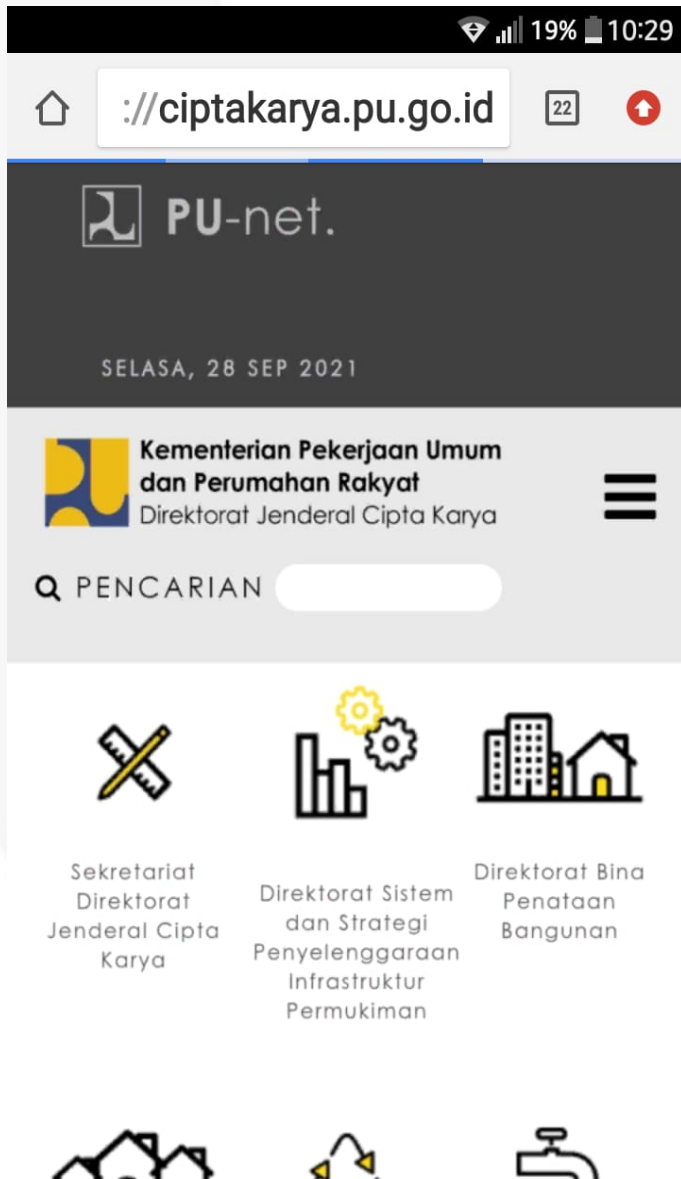 19% 10:29
://ciptakarya.pu.go.id 22
PU-net.
SELASA, 28 SEP 2021
Kementerian Pekerjaan Umum
dan Perumahan Rakyat
Direktorat Jenderal Cipta Karya
PENCARIAN
Sekretariat
Direktorat
Jenderal Cipta
Karya
Direktorat Sistem
dan Strategi
Penyelenggaraan
Infrastruktur
Permukiman
Direktorat Bina
Penataan
Bangunan